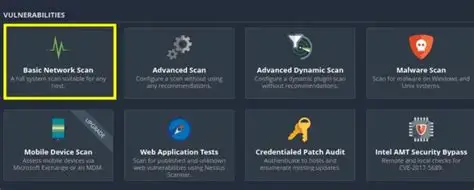 VULNERABILITIES
Basic Network Scan
A full system scan suitable for any
host.
Advanced Scan
Configure a scan without using
any recommendations.
Advanced Dynamic Scan
Configure a dynamic plugin scan
without recommendations.
Malware Scan
Scan for malware on Windows and
Unix systems.
UPGRADE
Mobile Device Scan
Assess mobile devices via
Microsoft Exchange or an MDM.
Web Application Tests
Scan for published and unknown
web vulnerabilities using Nessus
Scanner.
Credentialed Patch Audit
Authenticate to hosts and
enumerate missing updates.
Intel AMT Security Bypass
Remote and local checks for
CVE-2017-5689.